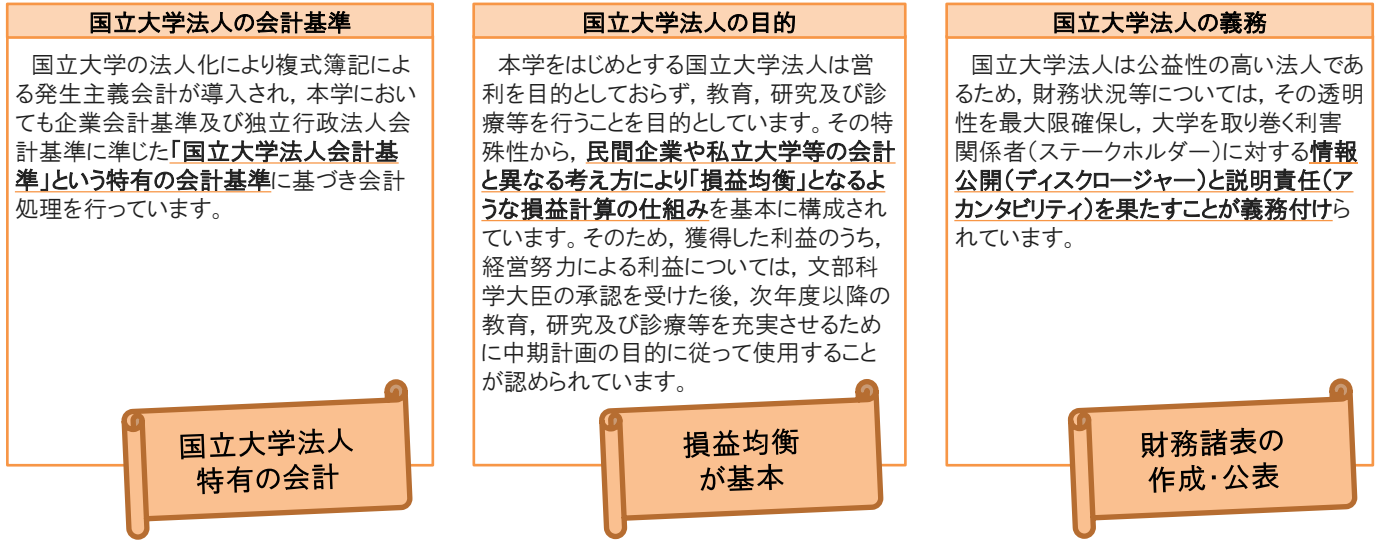 国立大学法人の会計基準
国立大学の法人化により複式簿記によ
る発生主義会計が導入され，本学におい
ても企業会計基準及び独立行政法人会
計基準に準じた「国立大学法人会計基
準」という特有の会計基準に基づき会計
処理を行っています。
国立大学法人
特有の会計
国立大学法人の目的
本学をはじめとする国立大学法人は営
利を目的としておらず，教育，研究及び診
療等を行うことを目的としています。その特
殊性から，民間企業や私立大学等の会計
と異なる考え方により「損益均衡」となるよ
うな損益計算の仕組みを基本に構成され
ています。そのため，獲得した利益のうち，
経営努力による利益については，文部科
学大臣の承認を受けた後，次年度以降の
教育，研究及び診療等を充実させるため
に中期計画の目的に従って使用すること
が認められています。
損益均衡
が基本
国立大学法人の義務
国立大学法人は公益性の高い法人であ
るため，財務状況等については，その透明
性を最大限確保し，大学を取り巻く利害
関係者（ステークホルダー）に対する情報
公開（ディスクロージャー）と説明責任（ア
カンタビリティ）を果たすことが義務付けら
れています。
財務諸表の
作成・公表